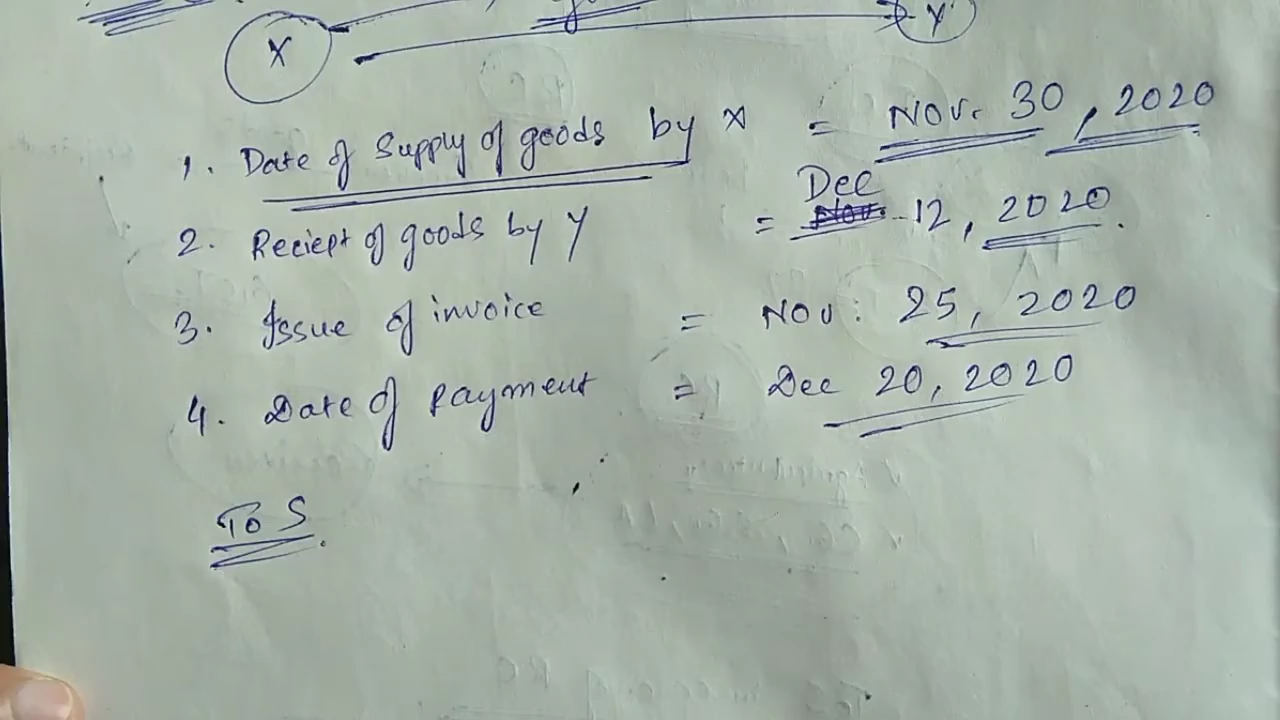 X Y
1. Date of Supply of goods by X = Nov. 30, 2020
2. Reciept of goods by Y = Dec 12, 2020.
3. Issue of invoice = Nov: 25, 2020
4. Date of payment = Dec 20, 2020
ToS.